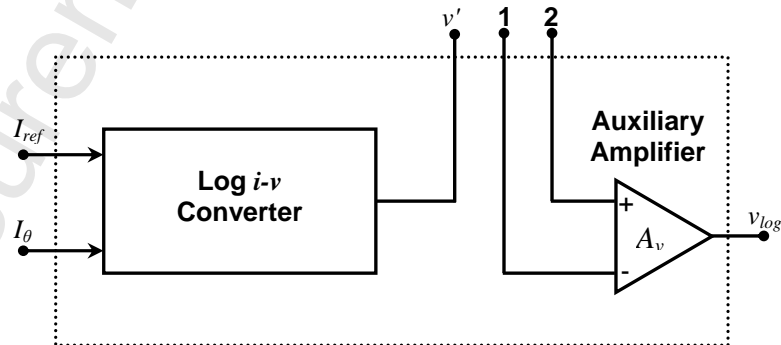 v' 1 2
Auxiliary
Amplifier
I_ref
Log i-v
Converter
+
A_v
v_log
I_θ
-